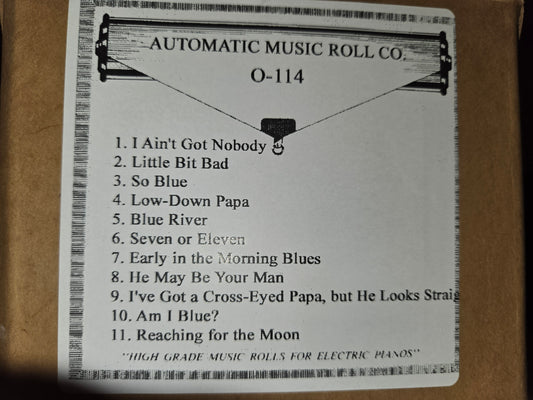 AUTOMATIC MUSIC ROLL CO.
O-114
1. I Ain't Got Nobody
2. Little Bit Bad
3. So Blue
4. Low-Down Papa
5. Blue River
6. Seven or Eleven
7. Early in the Morning Blues
8. He May Be Your Man
9. I've Got a Cross-Eyed Papa, but He Looks Straig
10. Am I Blue?
11. Reaching for the Moon
"HIGH GRADE MUSIC ROLLS FOR ELECTRIC PIANOS"